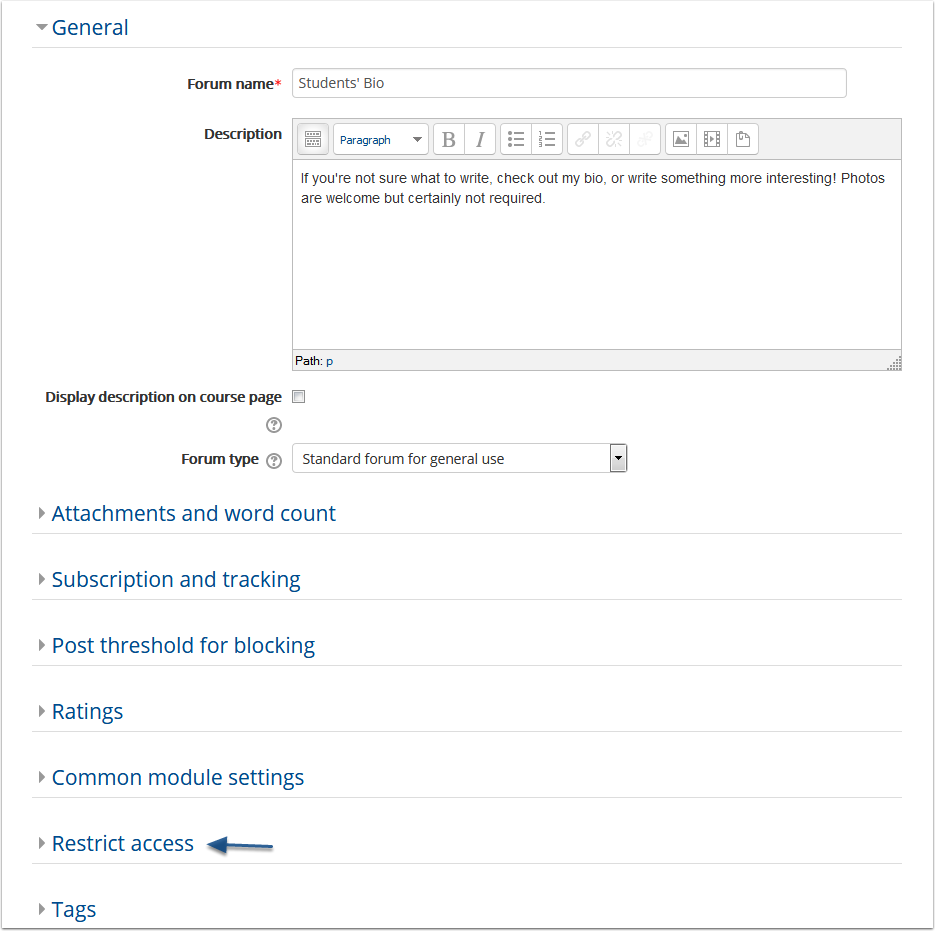 General
Forum name*
Students' Bio
Description
Paragraph
B I
If you're not sure what to write, check out my bio, or write something more interesting! Photos
are welcome but certainly not required.
Path: p
Display description on course page
?
Forum type ?
Standard forum for general use
Attachments and word count
Subscription and tracking
Post threshold for blocking
Ratings
Common module settings
Restrict access
Tags